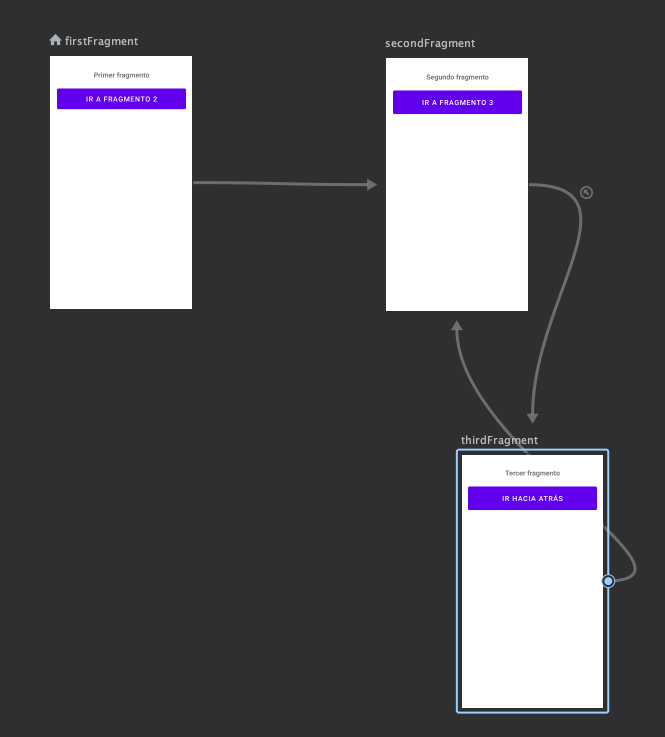 firstFragment
Primer fragmento
IR A FRAGMENTO 2
secondFragment
Segundo fragmento
IR A FRAGMENTO 3
thirdFragment
Tercer fragmento
IR HACIA ATRÁS